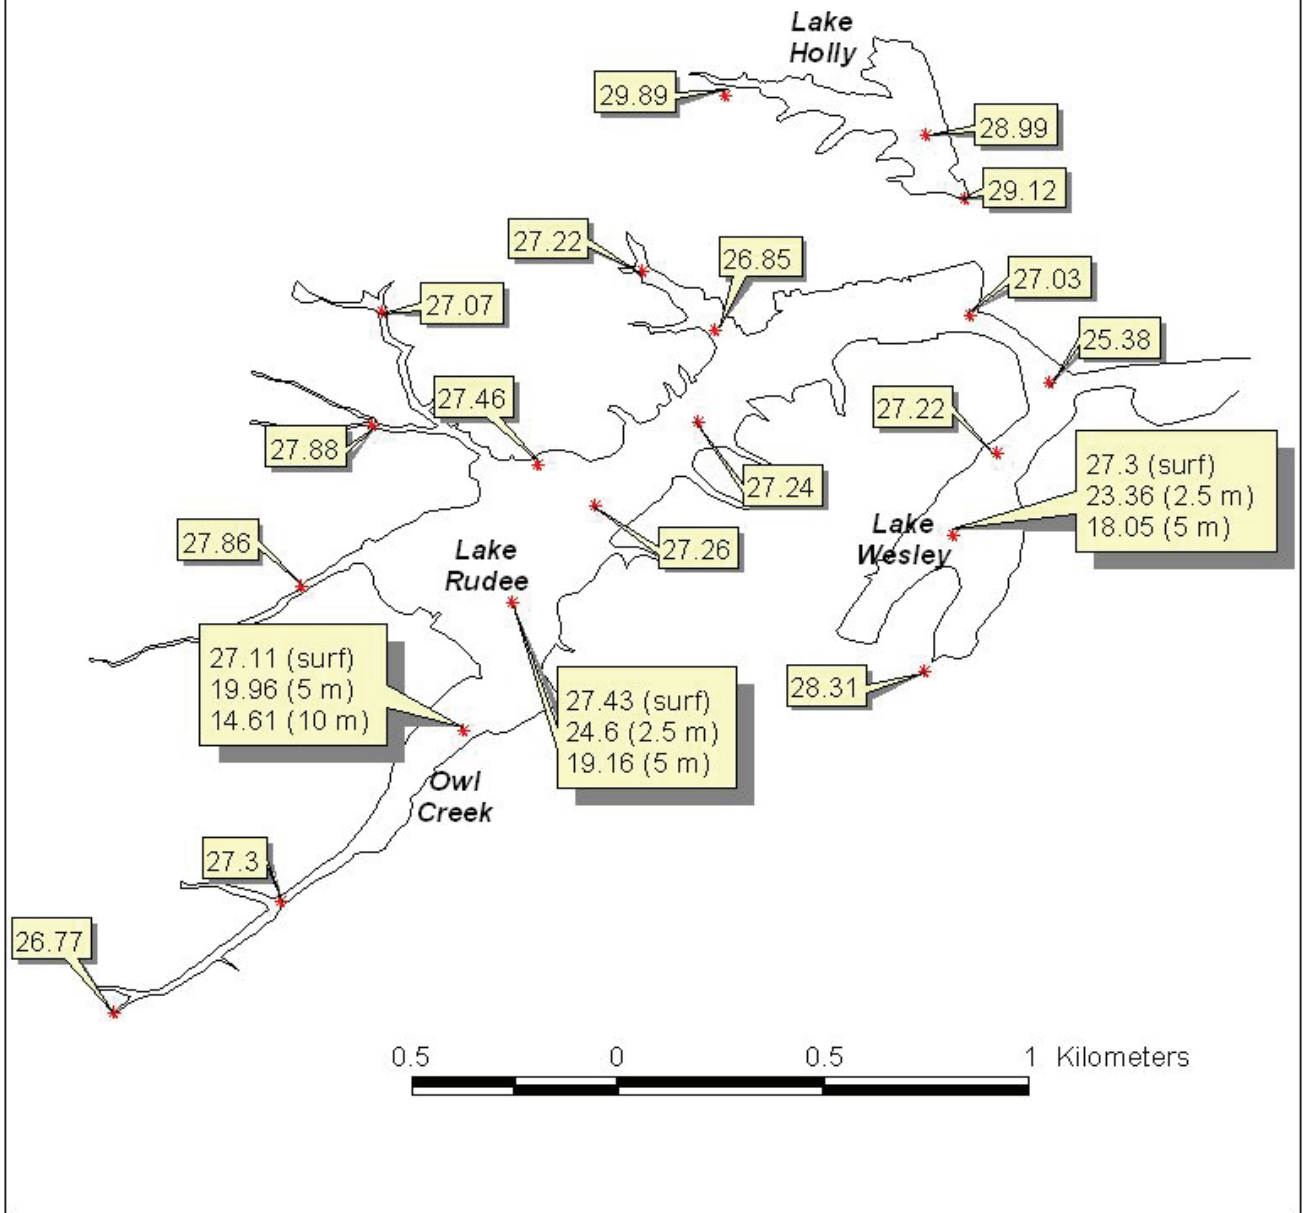 Lake
Holly
29.89
28.99
29.12
27.22
26.85
27.03
27.07
25.38
27.46
27.22
27.88
27.3 (surf)
23.36 (2.5 m)
18.05 (5 m)
27.24
27.86
Lake
Wesley
27.26
Lake
Rudee
27.11 (surf)
19.96 (5 m)
14.61 (10 m)
27.43 (surf)
24.6 (2.5 m)
19.16 (5 m)
28.31
Owl
Creek
27.3
26.77
0.5 0 0.5 1 Kilometers